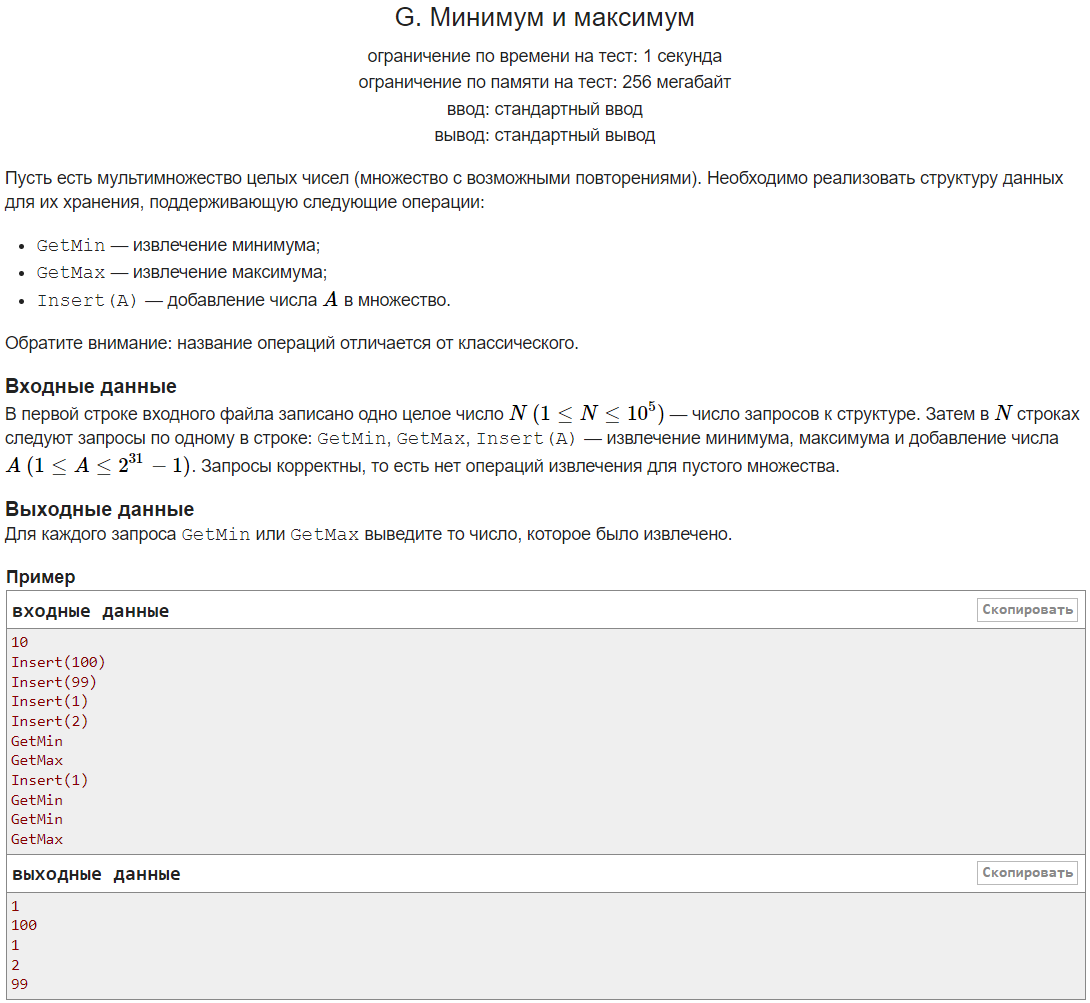 G. Минимум и максимум
ограничение по времени на тест: 1 секунда
ограничение по памяти на тест: 256 мегабайт
ввод: стандартный ввод
вывод: стандартный вывод
Пусть есть мультимножество целых чисел (множество с возможными повторениями). Необходимо реализовать структуру данных
для их хранения, поддерживающую следующие операции:
• GetMin — извлечение минимума;
• GetMax — извлечение максимума;
• Insert(A) — добавление числа A в множество.
Обратите внимание: название операций отличается от классического.
Входные данные
В первой строке входного файла записано одно целое число N (1 ≤ N ≤ 10^5) — число запросов к структуре. Затем в N строках
следуют запросы по одному в строке: GetMin, GetMax, Insert(A) — извлечение минимума, максимума и добавление числа
A (1 ≤ A ≤ 2^31 − 1). Запросы корректны, то есть нет операций извлечения для пустого множества.
Выходные данные
Для каждого запроса GetMin или GetMax выведите то число, которое было извлечено.
Пример
входные данные Скопировать
10
Insert(100)
Insert(99)
Insert(1)
Insert(2)
GetMin
GetMax
Insert(1)
GetMin
GetMin
GetMax
выходные данные Скопировать
1
100
1
2
99